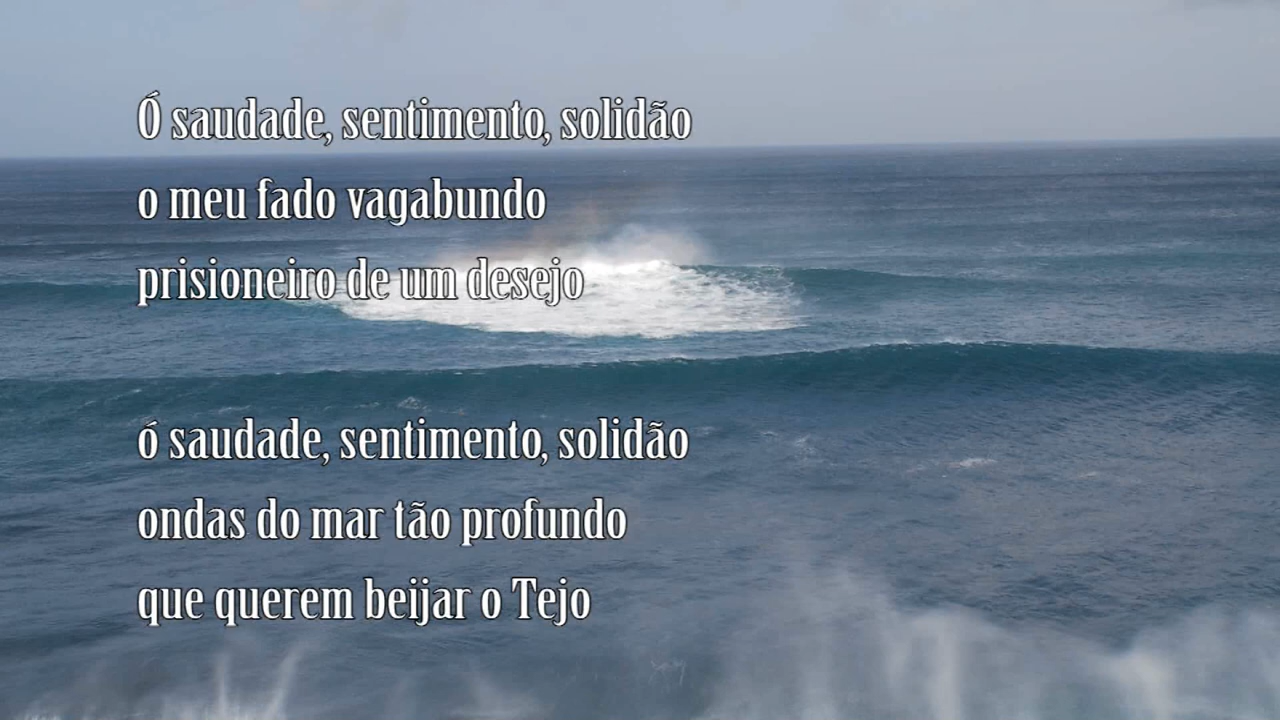 Ó saudade, sentimento, solidão
o meu fado vagabundo
prisioneiro de um desejo
ó saudade, sentimento, solidão
ondas do mar tão profundo
que querem beijar o Tejo